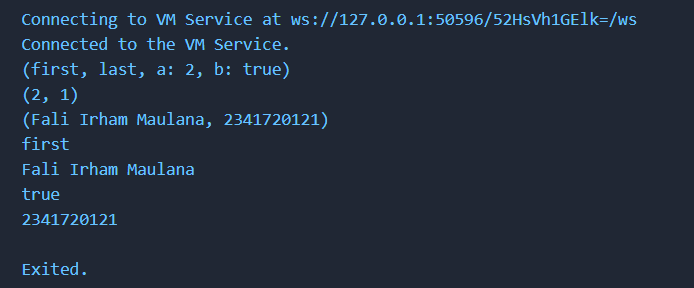 Connecting to VM Service at ws://127.0.0.1:50596/52HsVh1GElk=/ws
Connected to the VM Service.
(first, last, a: 2, b: true)
(2, 1)
(Fali Irham Maulana, 2341720121)
first
Fali Irham Maulana
true
2341720121
Exited.